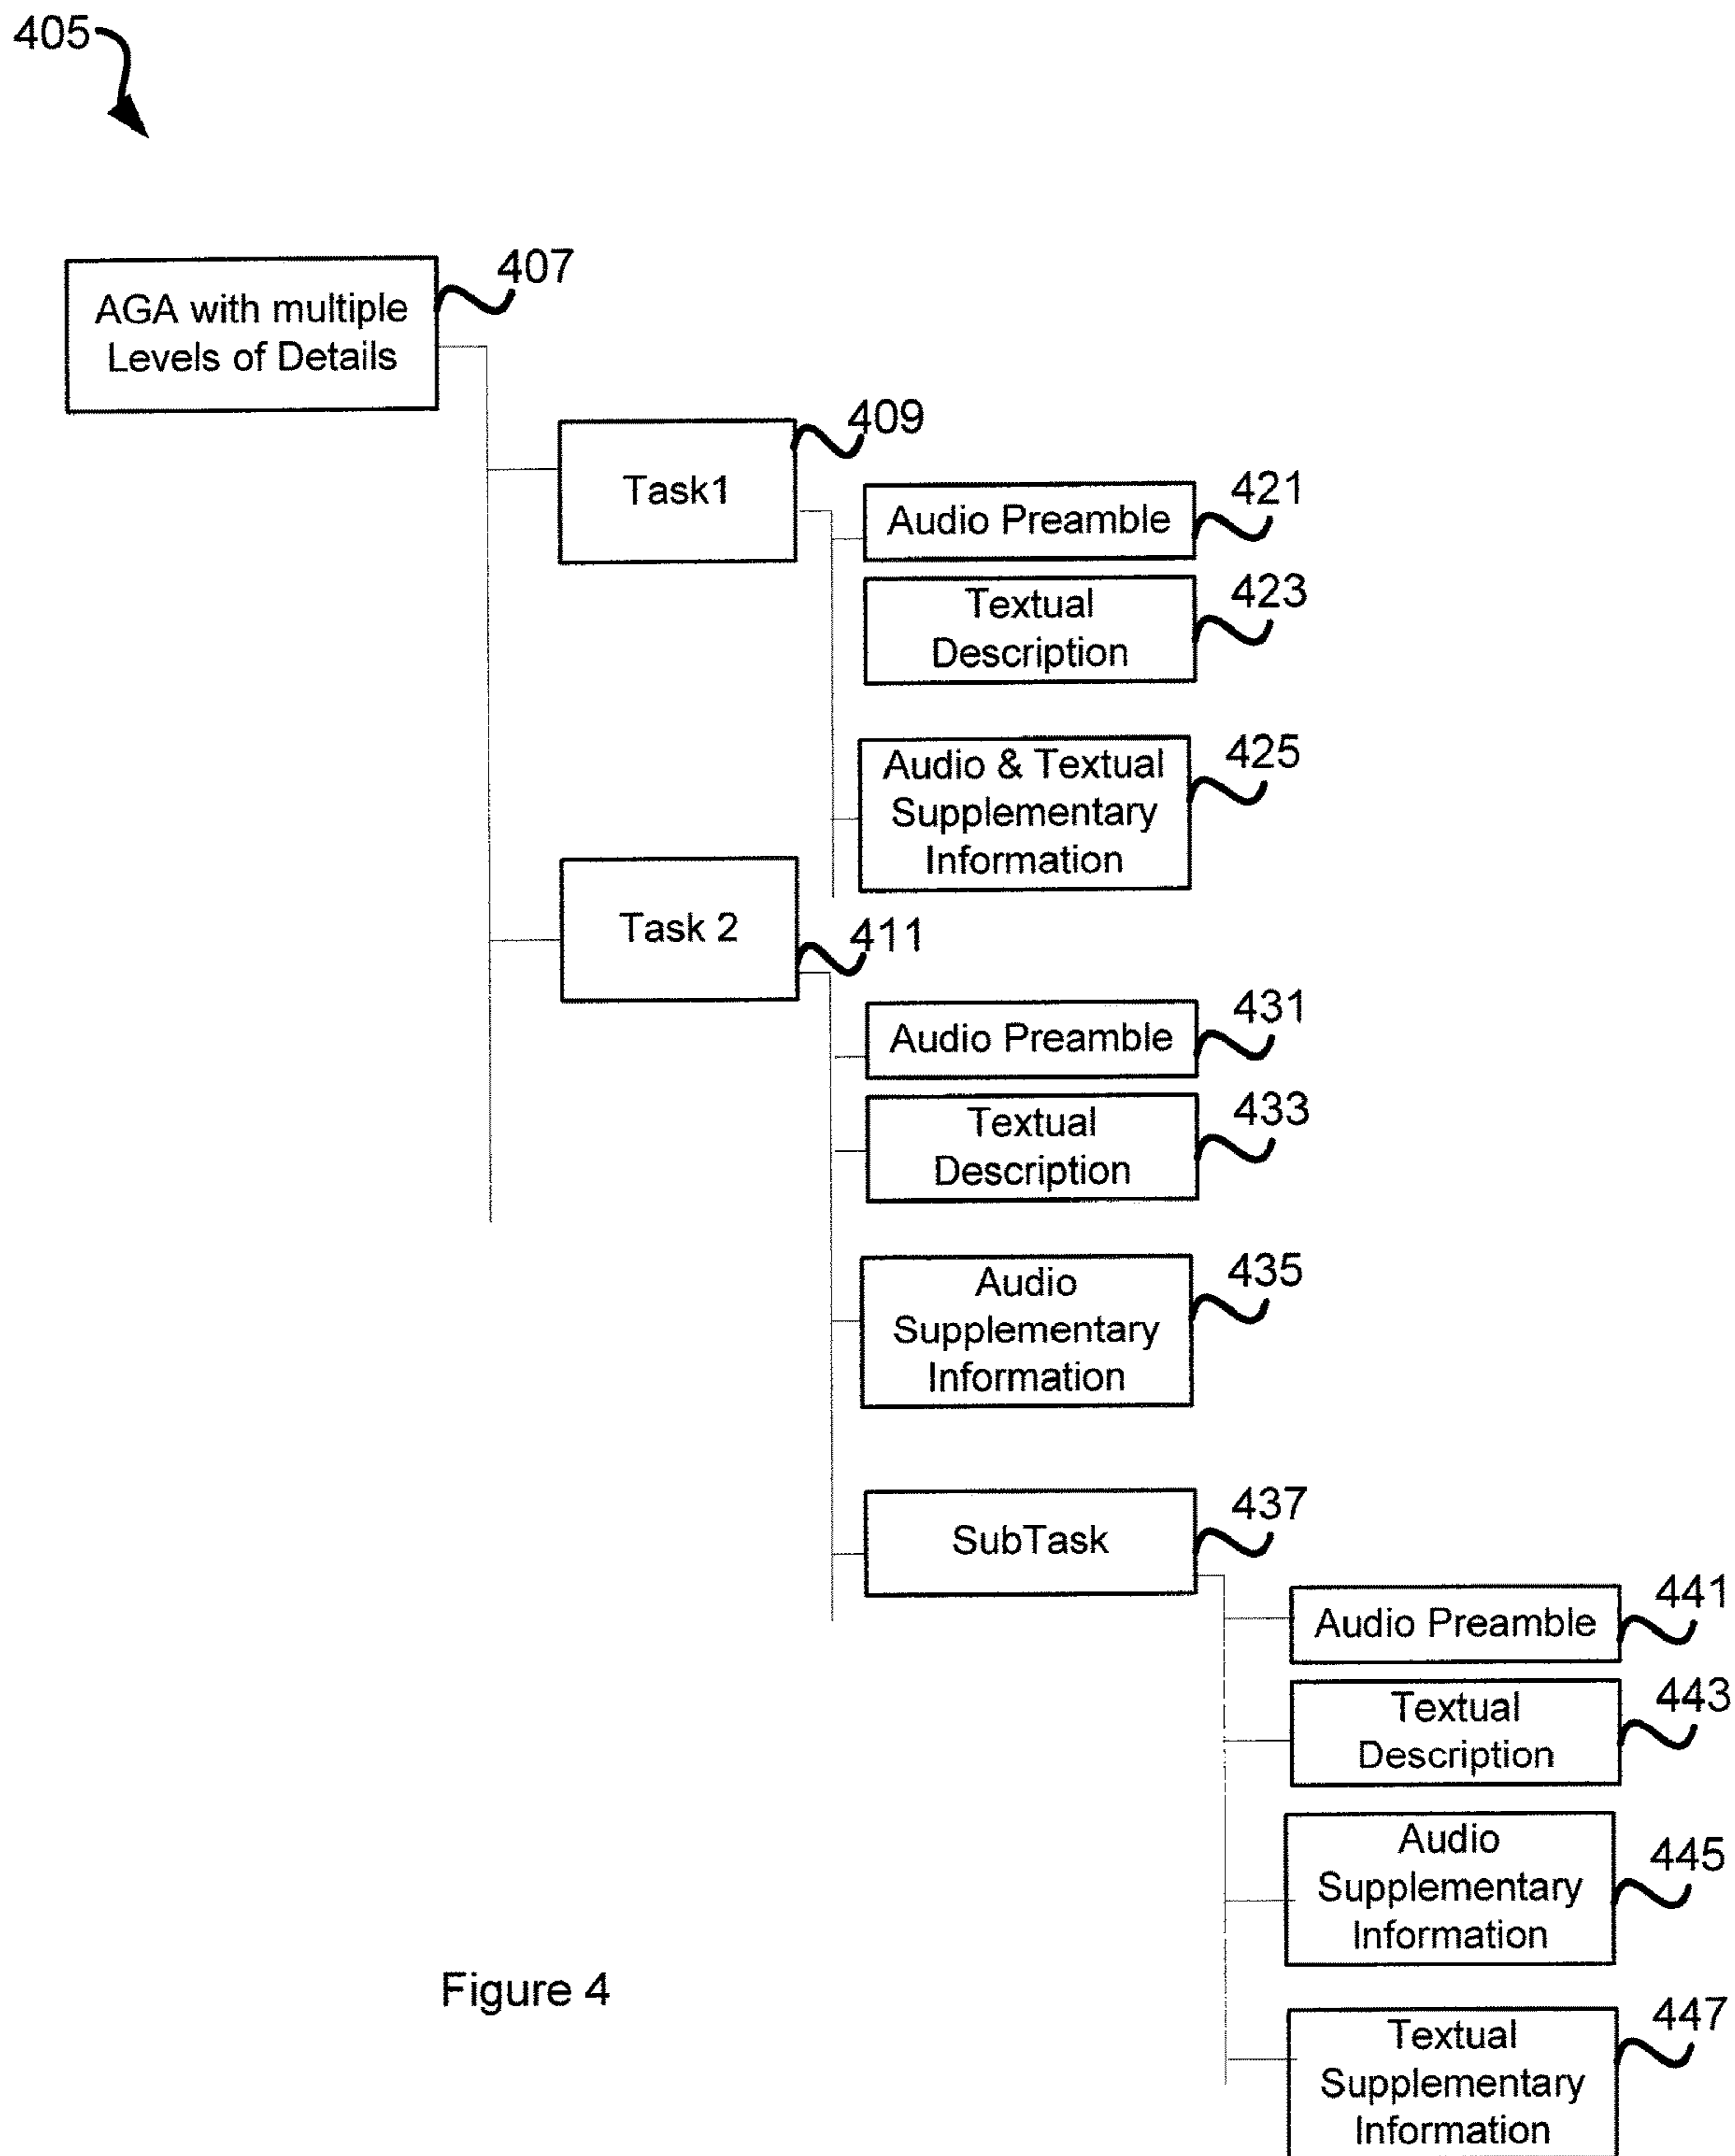 405
407
AGA with multiple
Levels of Details
409
Task1
421
Audio Preamble
423
Textual
Description
425
Audio & Textual
Supplementary
Information
Task 2
411
431
Audio Preamble
433
Textual
Description
435
Audio
Supplementary
Information
437
SubTask
441
Audio Preamble
443
Textual
Description
445
Audio
Supplementary
Information
Figure 4
447
Textual
Supplementary
Information